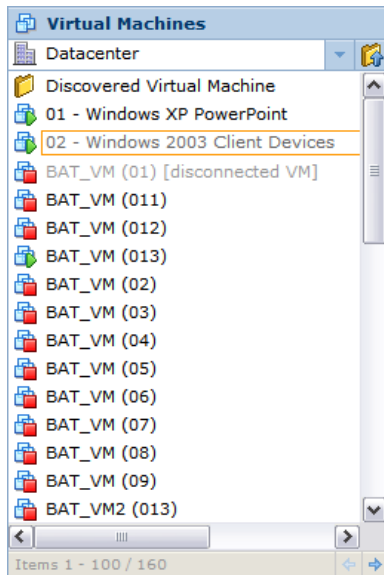 Virtual Machines
Datacenter
Discovered Virtual Machine
01 - Windows XP PowerPoint
02 - Windows 2003 Client Devices
BAT_VM (01) [disconnected VM]
BAT_VM (011)
BAT_VM (012)
BAT_VM (013)
BAT_VM (02)
BAT_VM (03)
BAT_VM (04)
BAT_VM (05)
BAT_VM (06)
BAT_VM (07)
BAT_VM (08)
BAT_VM (09)
BAT_VM2 (013)
Items 1 - 100 / 160